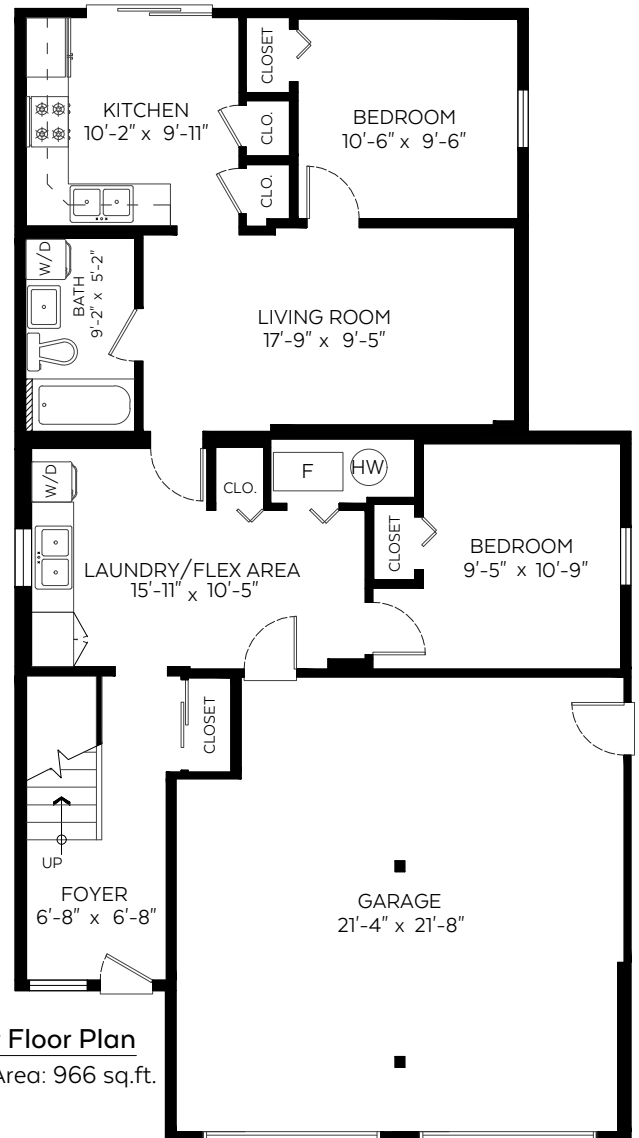 CLOSET
KITCHEN
10'-2" x 9'-11"
CLO.
BEDROOM
10'-6" x 9'-6"
CLO.
W/D
BATH
9'-2" x 5'-2"
LIVING ROOM
17'-9" x 9'-5"
W/D
CLO.
F
HW
CLOSET
BEDROOM
9'-5" x 10'-9"
LAUNDRY/FLEX AREA
15'-11" x 10'-5"
CLOSET
UP
FOYER
6'-8" x 6'-8"
GARAGE
21'-4" x 21'-8"
Floor Plan
Area: 966 sq.ft.